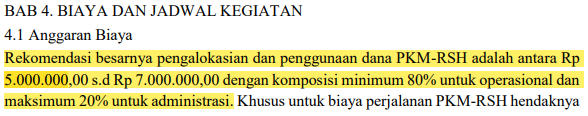 BAB 4. BIAYA DAN JADWAL KEGIATAN
4.1 Anggaran Biaya
Rekomendasi besarnya pengalokasian dan penggunaan dana PKM-RSH adalah antara Rp
5.000.000,00 s.d Rp 7.000.000,00 dengan komposisi minimum 80% untuk operasional dan
maksimum 20% untuk administrasi. Khusus untuk biaya perjalanan PKM-RSH hendaknya